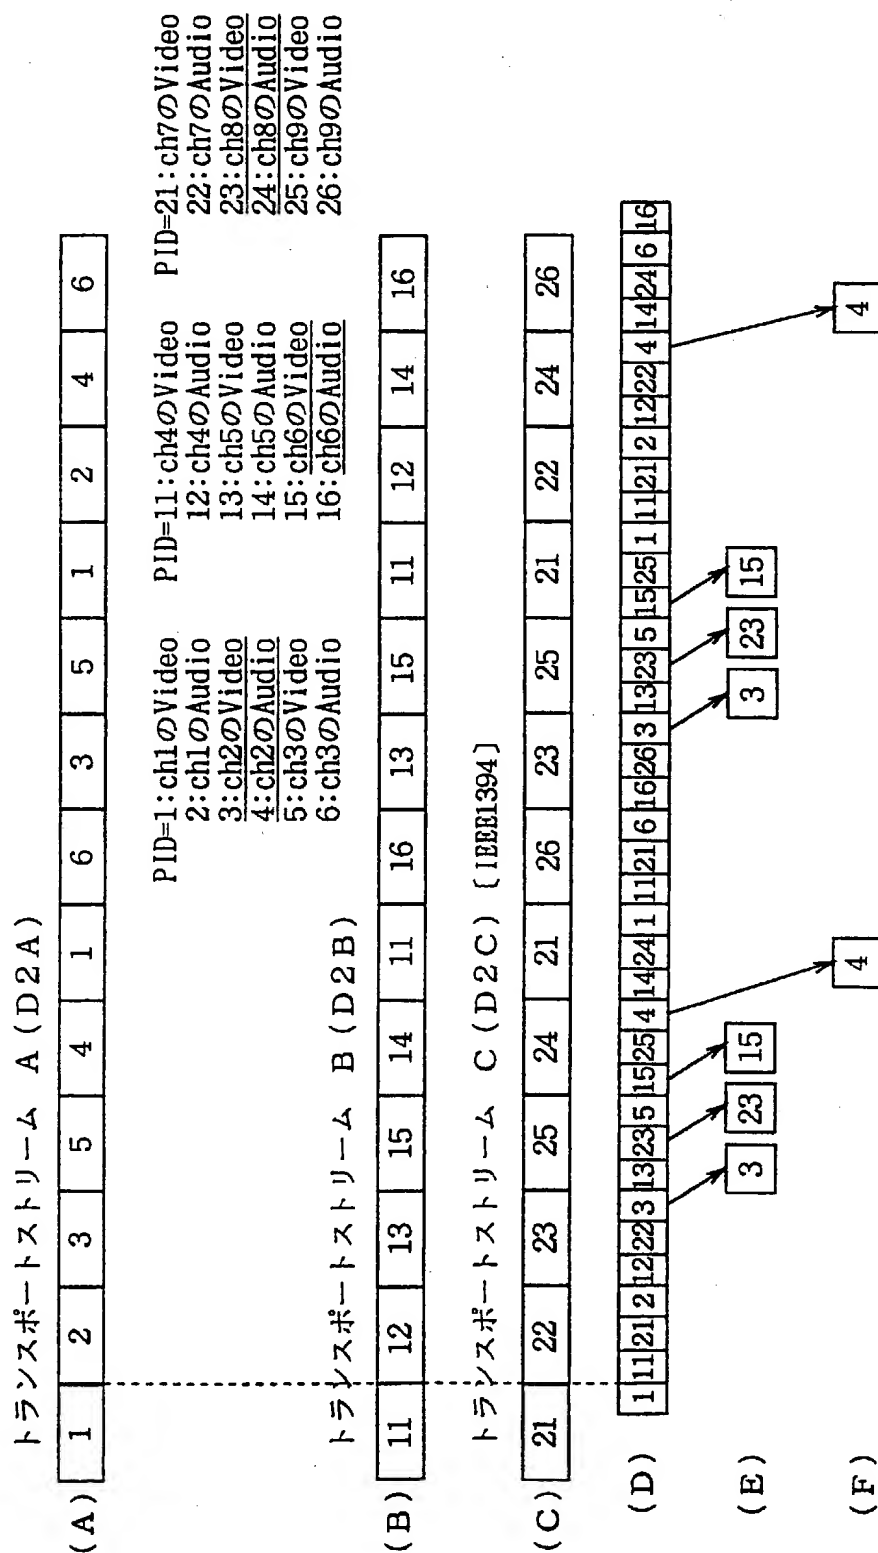 トランスポートストリーム A (D2A)
(A) 1 2 3 5 4 1 6 3 5 1 2 4 6
PID=1:ch1のVideo
2:ch1のAudio
3:ch2のVideo
4:ch2のAudio
5:ch3のVideo
6:ch3のAudio
PID=11:ch4のVideo
12:ch4のAudio
13:ch5のVideo
14:ch5のAudio
15:ch6のVideo
16:ch6のAudio
PID=21:ch7のVideo
22:ch7のAudio
23:ch8のVideo
24:ch8のAudio
25:ch9のVideo
26:ch9のAudio
トランスポートストリーム B (D2B)
(B) 11 12 13 15 14 11 16 13 15 11 12 14 16
トランスポートストリーム C (D2C) [IEEE1394]
(C) 21 22 23 25 24 21 26 23 25 21 22 24 26
(D) 1 11 21 2 12 22 3 13 23 5 15 25 4 14 24 1 11 21 6 16 26 3 13 23 5 15 25 1 11 21 2 12 22 4 14 24 6 16
(E) 3 23 15 3 23 15
(F) 4 4